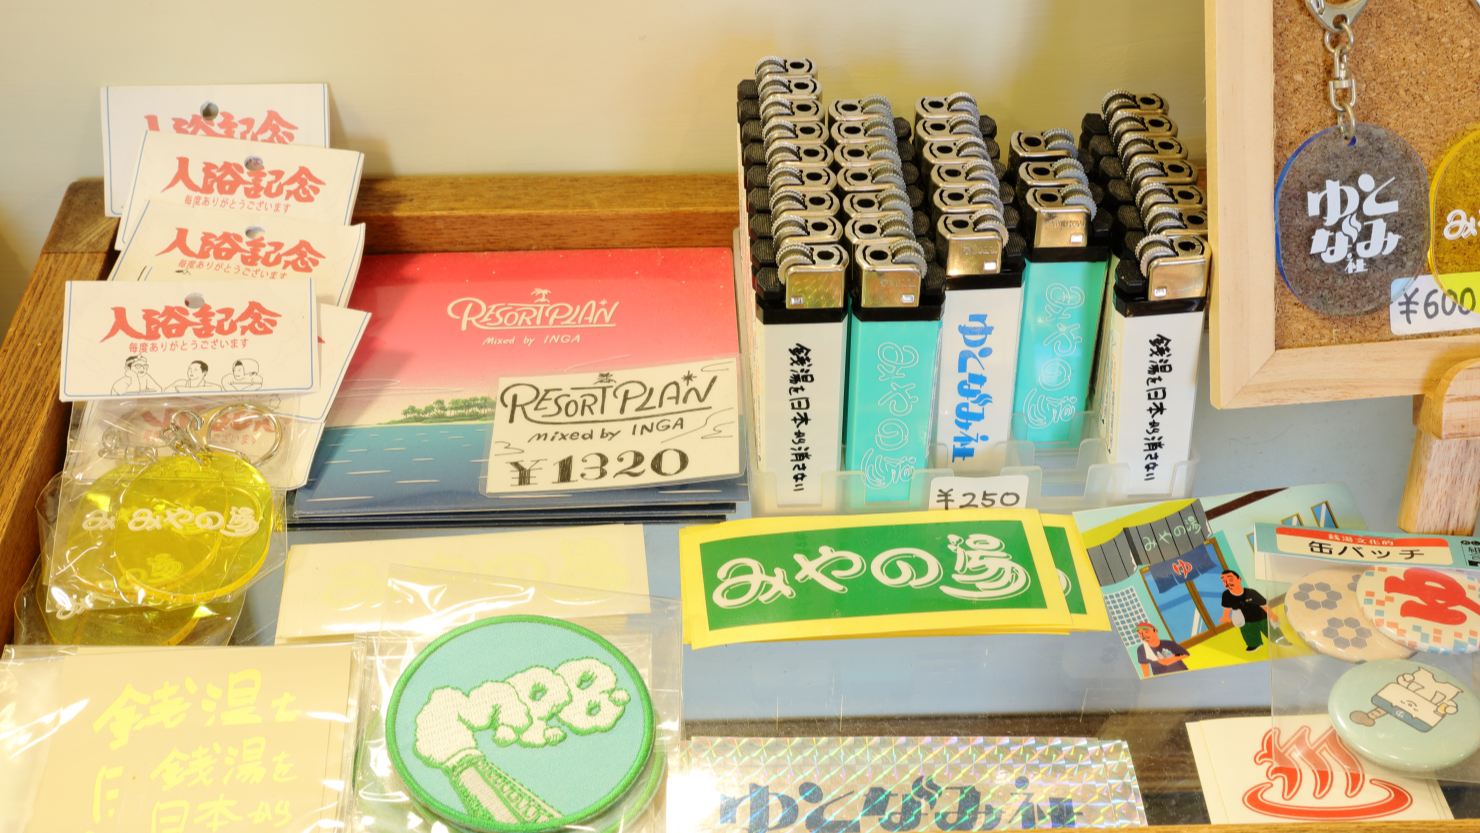 入浴記念
入浴記念
毎度ありがとうございます
入浴記念
毎度ありがとうございます
入浴記念
毎度ありがとうございます
RESORT PLAN
Mixed by INGA
RESORT PLAN
mixed by INGA
¥1320
銭湯を日本から消さない
みやの湯
ゆとなみ社
みやの湯
銭湯を日本から消さない
¥250
ゆとなみ社
¥600
みやの湯
みやの湯
みやの湯
ゆ
銭湯文化的
缶バッチ
ゆ
銭湯を
銭湯を
日本から
MPB
ゆとなみ社